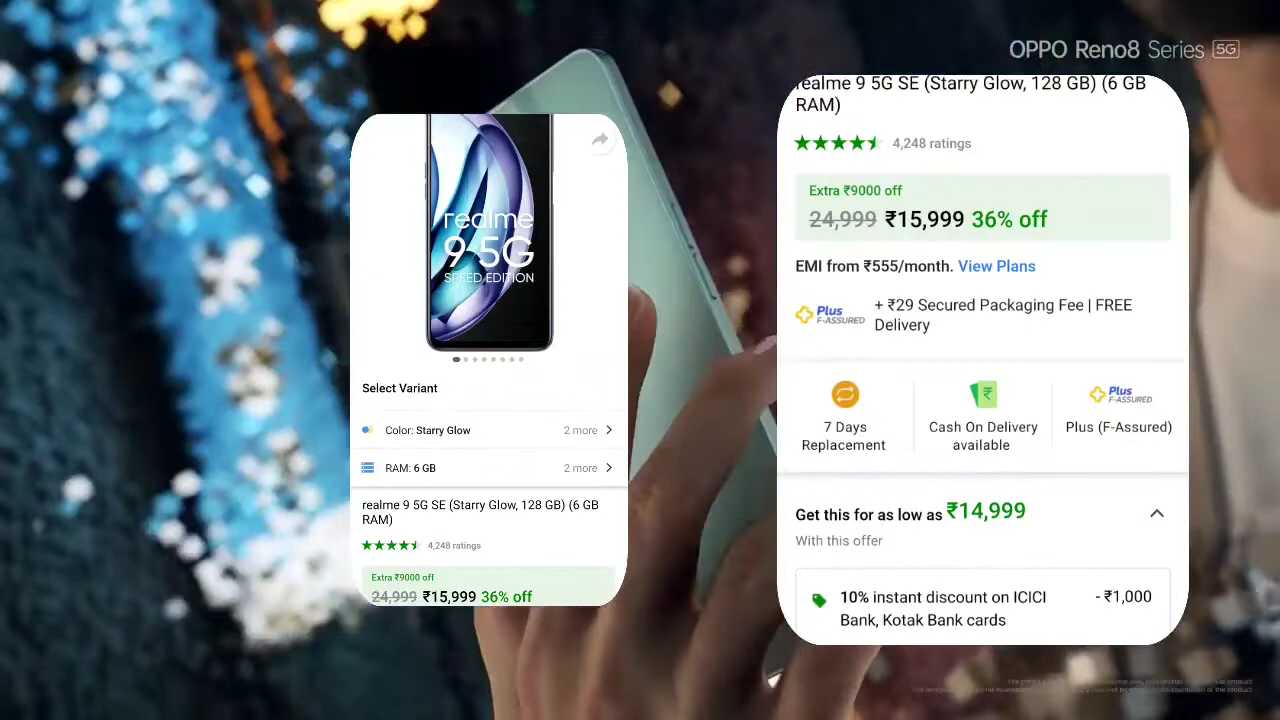 OPPO Reno8 Series 5G
realme
9 5G
SPEED EDITION
Select Variant
Color: Starry Glow 2 more
RAM: 6 GB 2 more
realme 9 5G SE (Starry Glow, 128 GB) (6 GB
RAM)
4,248 ratings
Extra ₹9000 off
24,999 ₹15,999 36% off
realme 9 5G SE (Starry Glow, 128 GB) (6 GB
RAM)
4,248 ratings
Extra ₹9000 off
24,999 ₹15,999 36% off
EMI from ₹555/month. View Plans
Plus
F-ASSURED
+ ₹29 Secured Packaging Fee | FREE
Delivery
7 Days
Replacement
Cash On Delivery
available
Plus
F-ASSURED
Plus (F-Assured)
Get this for as low as ₹14,999
With this offer
10% instant discount on ICICI
Bank, Kotak Bank cards
- ₹1,000